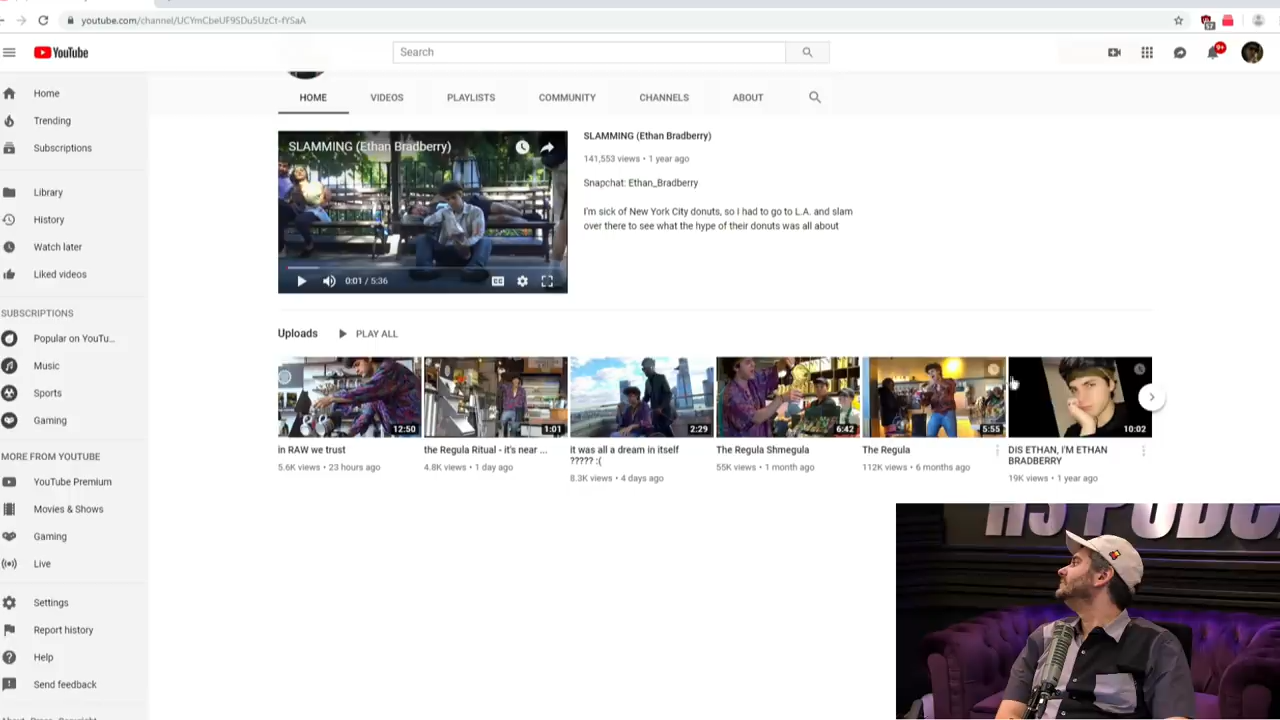 youtube.com/channel/UCYmCbeUF9SDu5UzCt-fYSaA
57
YouTube
Search
9+
Home
Trending
Subscriptions
Library
History
Watch later
Liked videos
SUBSCRIPTIONS
Popular on YouTu...
Music
Sports
Gaming
MORE FROM YOUTUBE
YouTube Premium
Movies & Shows
Gaming
Live
Settings
Report history
Help
Send feedback
HOME VIDEOS PLAYLISTS COMMUNITY CHANNELS ABOUT
SLAMMING (Ethan Bradberry)
0:01 / 5:36
CC
SLAMMING (Ethan Bradberry)
141,553 views • 1 year ago
Snapchat: Ethan_Bradberry
I'm sick of New York City donuts, so I had to go to L.A. and slam
over there to see what the hype of their donuts was all about
Uploads PLAY ALL
12:50
in RAW we trust
5.6K views • 23 hours ago
1:01
the Regula Ritual - it's near ...
4.8K views • 1 day ago
2:29
it was all a dream in itself
????? :(
8.3K views • 4 days ago
6:42
The Regula Shmegula
55K views • 1 month ago
5:55
The Regula
112K views • 6 months ago
10:02
DIS ETHAN, I'M ETHAN
BRADBERRY
19K views • 1 year ago